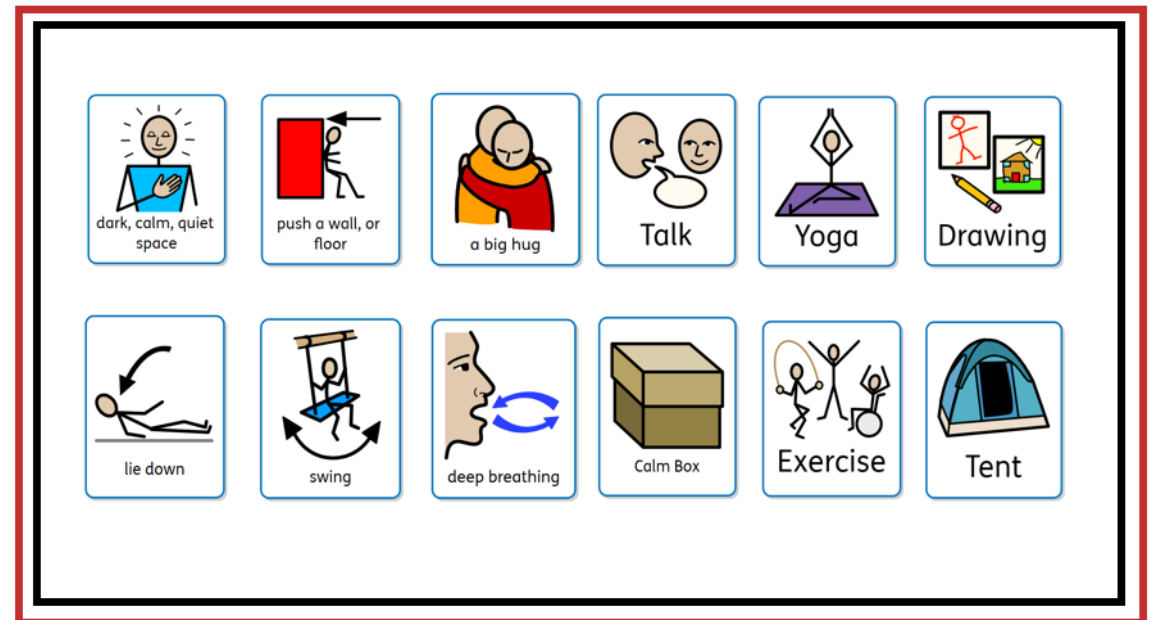 dark, calm, quiet
space
push a wall, or
floor
a big hug
Talk
Yoga
Drawing
lie down
swing
deep breathing
Calm Box
Exercise
Tent